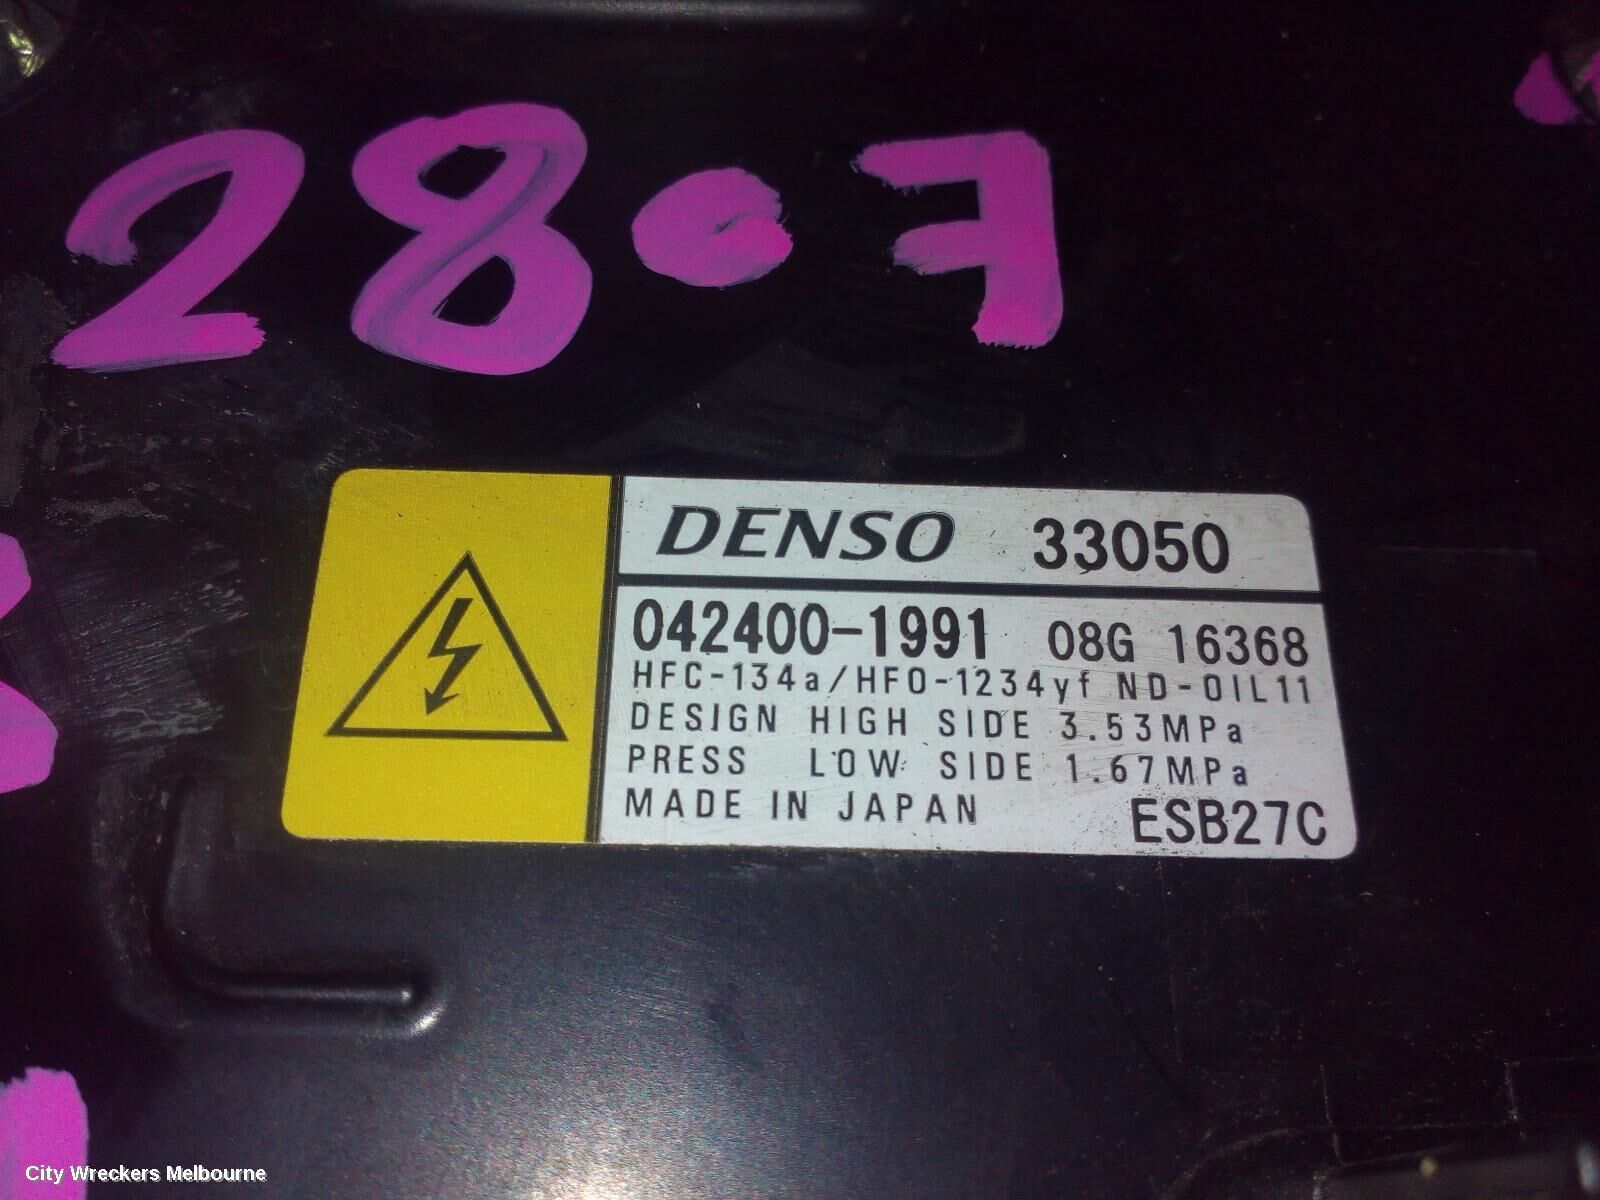 28•7
DENSO 33050
042400-1991 08G 16368
HFC-134a/HFO-1234yf ND-OIL11
DESIGN HIGH SIDE 3.53MPa
PRESS LOW SIDE 1.67MPa
MADE IN JAPAN ESB27C
City Wreckers Melbourne